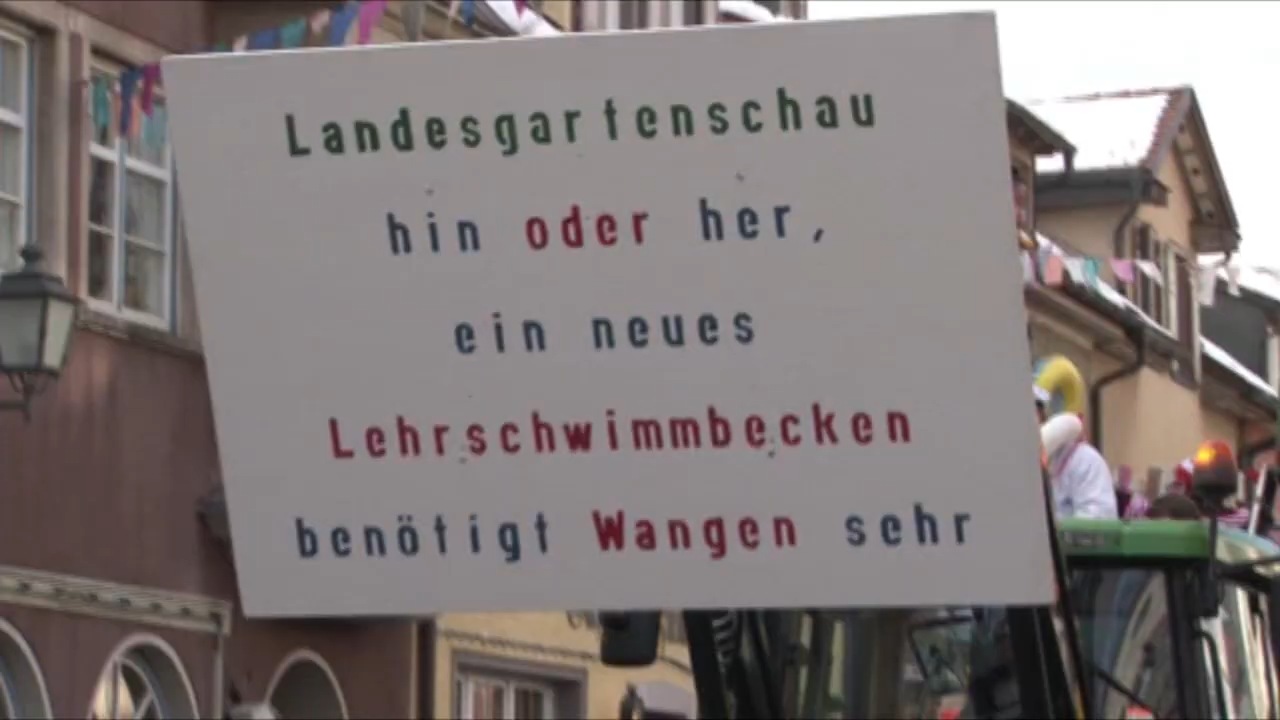 Landesgartenschau
hin oder her,
ein neues
Lehrschwimmbecken
benötigt Wangen sehr